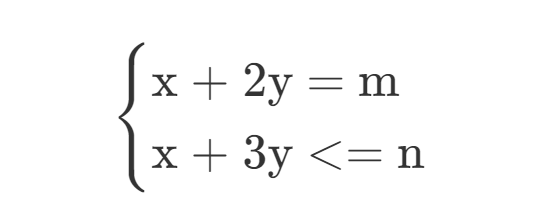 x + 2y = m
x + 3y <= n